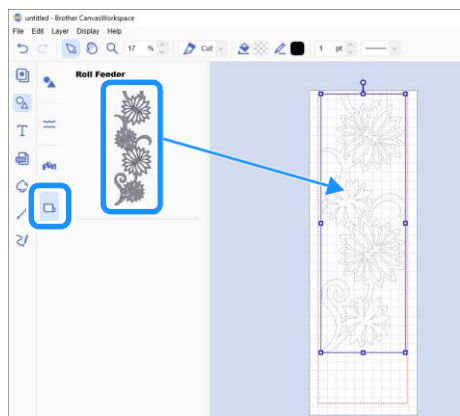 untitled - Brother CanvasWorkspace
File Edit Layer Display Help
17 % Cut 1 pt
Roll Feeder
T